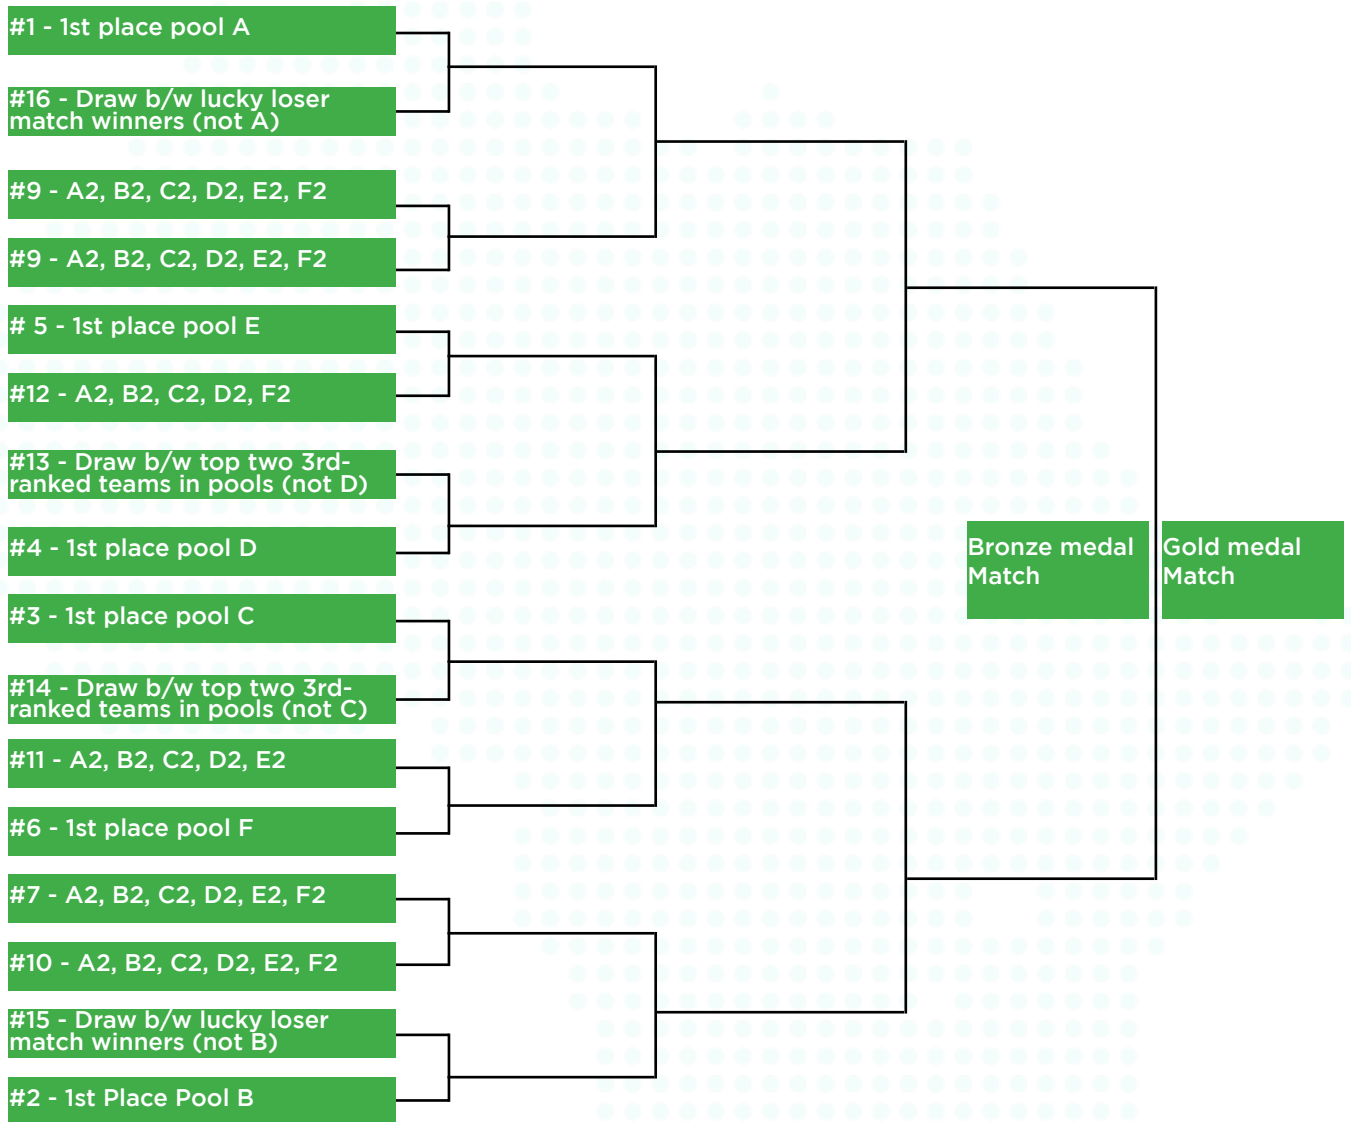 #1 - 1st place pool A
#16 - Draw b/w lucky loser
match winners (not A)
#9 - A2, B2, C2, D2, E2, F2
#9 - A2, B2, C2, D2, E2, F2
# 5 - 1st place pool E
#12 - A2, B2, C2, D2, F2
#13 - Draw b/w top two 3rd-
ranked teams in pools (not D)
#4 - 1st place pool D
#3 - 1st place pool C
#14 - Draw b/w top two 3rd-
ranked teams in pools (not C)
#11 - A2, B2, C2, D2, E2
#6 - 1st place pool F
#7 - A2, B2, C2, D2, E2, F2
#10 - A2, B2, C2, D2, E2, F2
#15 - Draw b/w lucky loser
match winners (not B)
#2 - 1st Place Pool B
Bronze medal
Match
Gold medal
Match